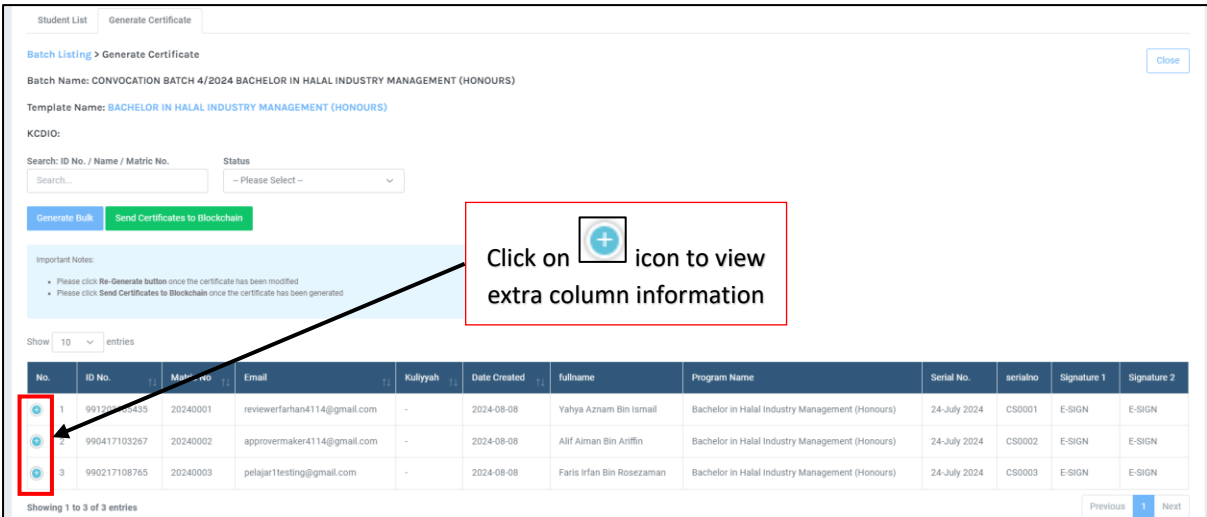 Student List Generate Certificate
Batch Listing > Generate Certificate
Close
Batch Name: CONVOCATION BATCH 4/2024 BACHELOR IN HALAL INDUSTRY MANAGEMENT (HONOURS)
Template Name: BACHELOR IN HALAL INDUSTRY MANAGEMENT (HONOURS)
KCDIO:
Search: ID No. / Name / Matric No. Status
Search... -- Please Select --
Generate Bulk Send Certificates to Blockchain
Click on icon to view
extra column information
Important Notes:
• Please click Re-Generate button once the certificate has been modified
• Please click Send Certificates to Blockchain once the certificate has been generated
Show 10 entries
No. ID No. Matric No Email Kuliyyah Date Created fullname Program Name Serial No. serialno Signature 1 Signature 2
1 20240001 reviewerfarhan4114@gmail.com - 2024-08-08 Yahya Aznam Bin Ismail Bachelor in Halal Industry Management (Honours) 24-July 2024 CS0001 E-SIGN E-SIGN
2 990417103267 20240002 approvermaker4114@gmail.com - 2024-08-08 Alif Aiman Bin Ariffin Bachelor in Halal Industry Management (Honours) 24-July 2024 CS0002 E-SIGN E-SIGN
3 990217108765 20240003 pelajar1testing@gmail.com - 2024-08-08 Faris Irfan Bin Rosezaman Bachelor in Halal Industry Management (Honours) 24-July 2024 CS0003 E-SIGN E-SIGN
Showing 1 to 3 of 3 entries
Previous 1 Next